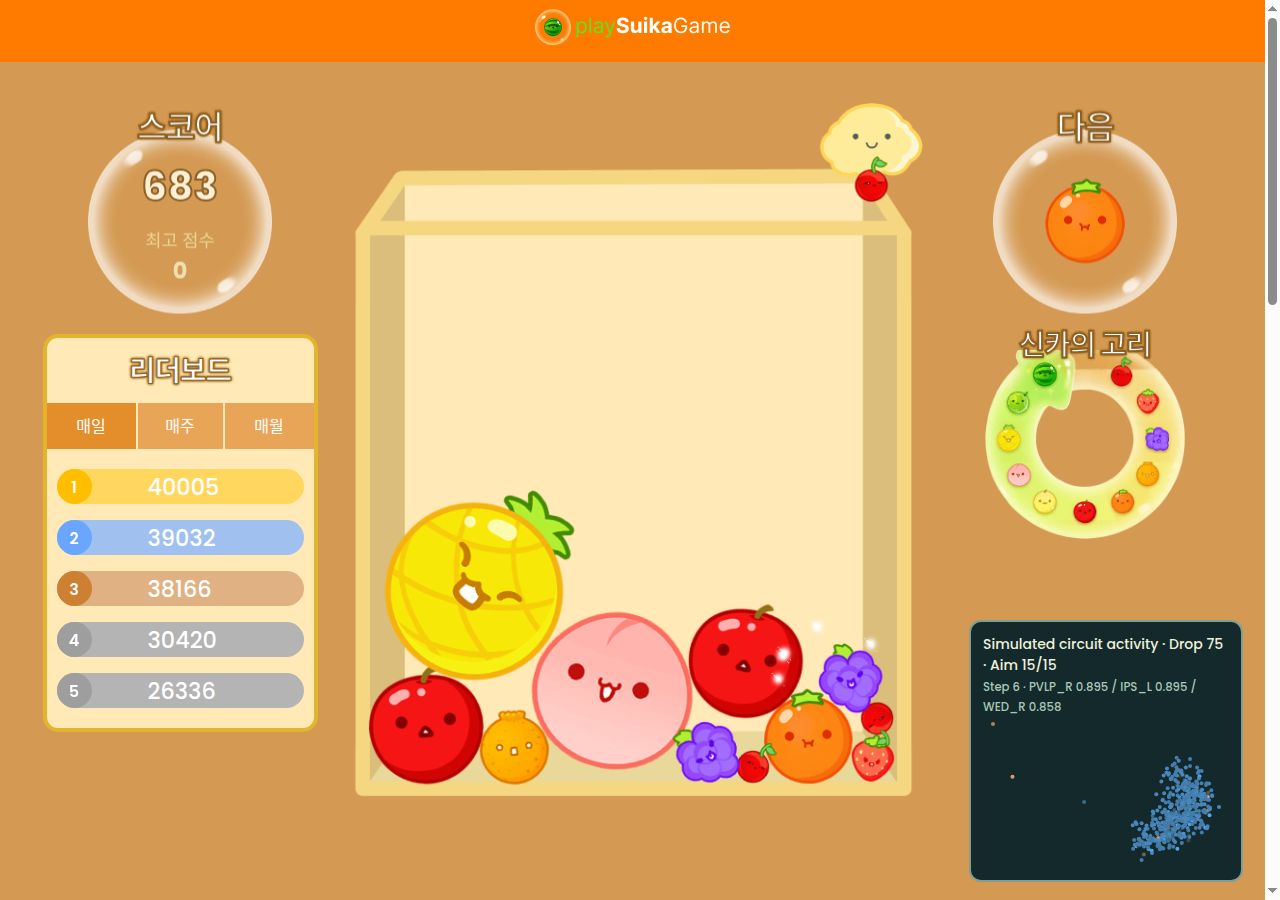 playSuikaGame
스코어
683
최고 점수
0
다음
신카의 고리
리더보드
매일 매주 매월
1 40005
2 39032
3 38166
4 30420
5 26336
Simulated circuit activity · Drop 75
· Aim 15/15
Step 6 · PVLP_R 0.895 / IPS_L 0.895 /
WED_R 0.858